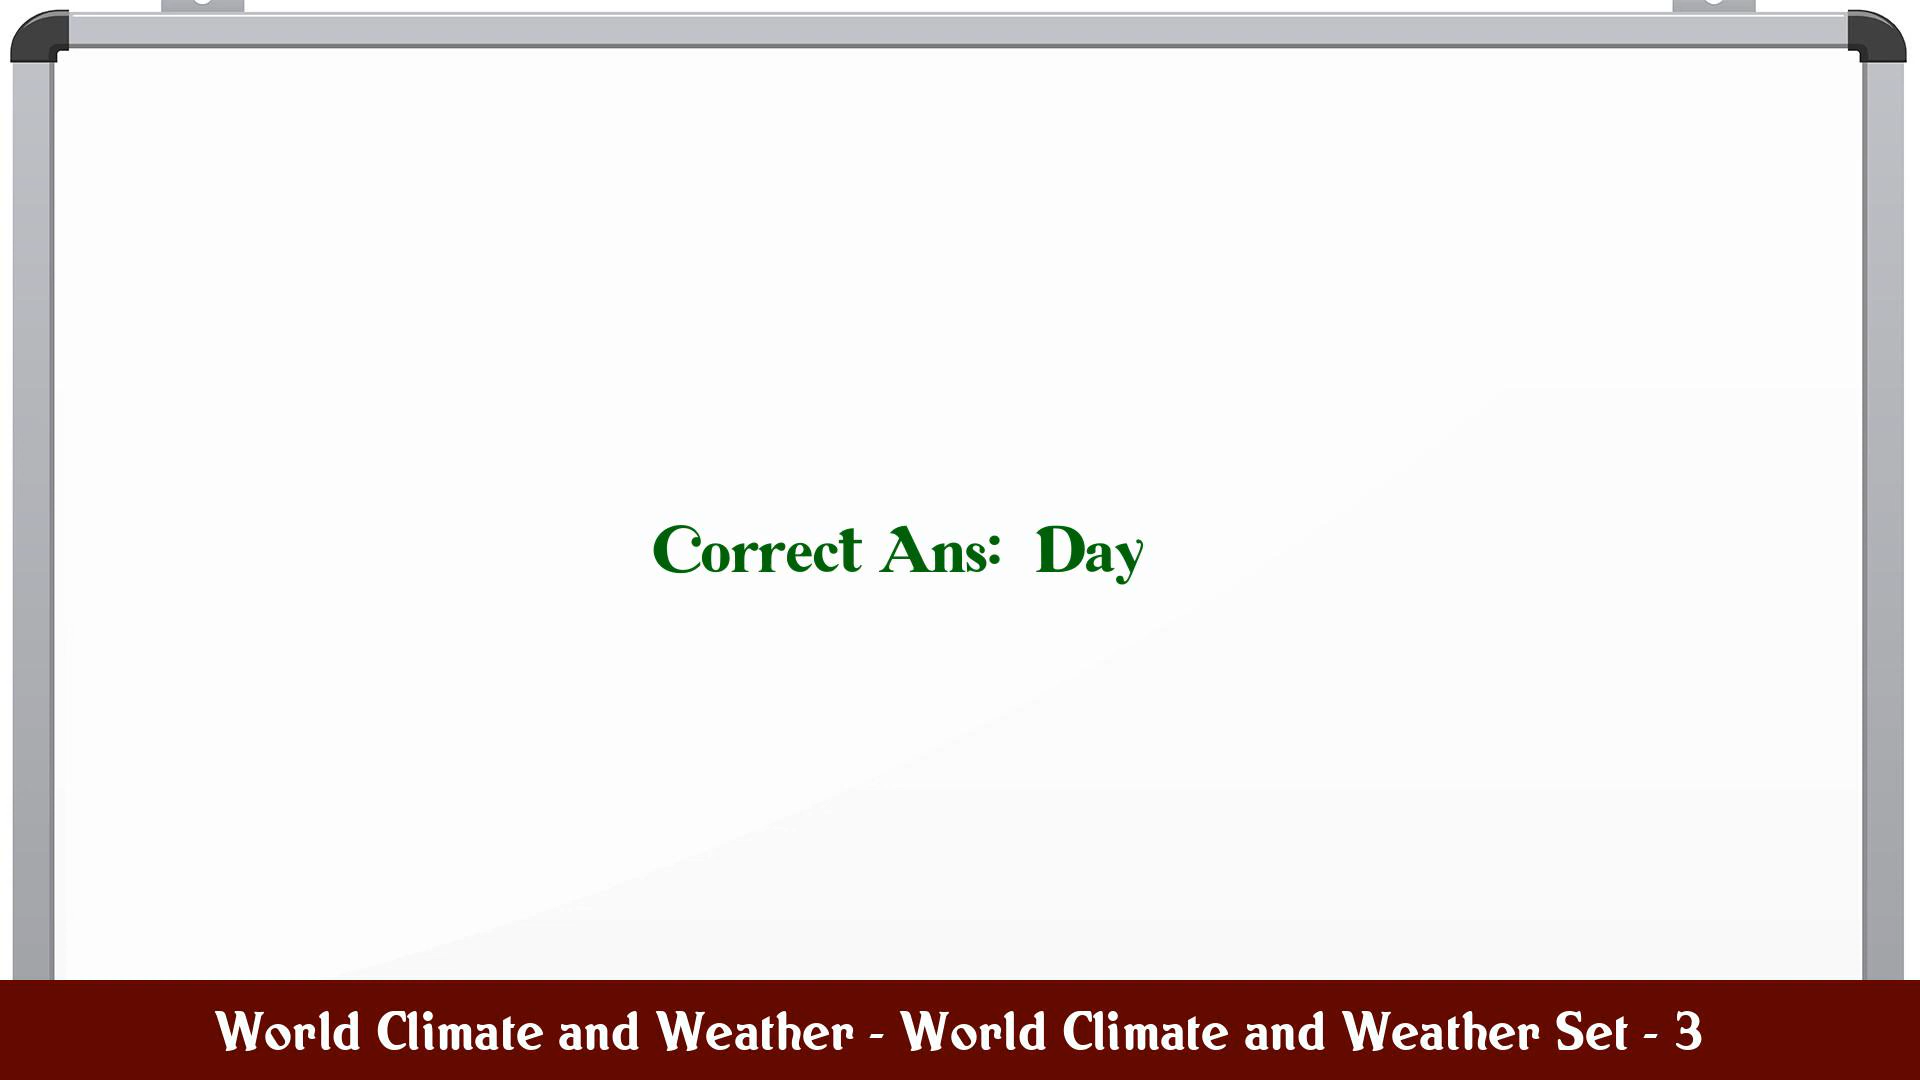 Correct Ans: Day
World Climate and Weather - World Climate and Weather Set - 3